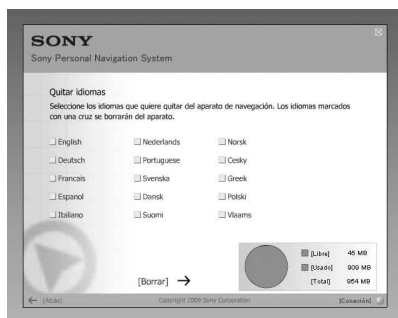 SONY
Sony Personal Navigation System
Quitar idiomas
Seleccione los idiomas que quiere quitar del aparato de navegación. Los idiomas marcados
con una cruz se borrarán del aparato.
English Nederlands Norsk
Deutsch Portuguese Cesky
Francais Svenska Greek
Espanol Dansk Polski
Italiano Suomi Vlaams
[Libre] 45 MB
[Usado] 909 MB
[Total] 954 MB
[Borrar] →
← [Atrás] Copyright 2009 Sony Corporation [Conexión]